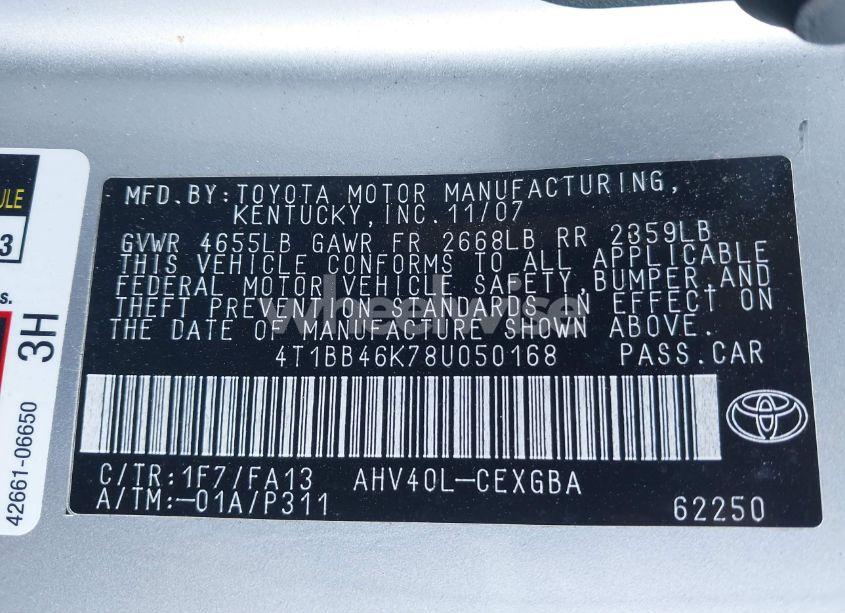 ULE
3
s.
3H
42661-06650
MFD.BY:TOYOTA MOTOR MANUFACTURING,
KENTUCKY,INC.11/07
GVWR 4655LB GAWR FR 2668LB RR 2359LB
THIS VEHICLE CONFORMS TO ALL APPLICABLE
FEDERAL MOTOR VEHICLE SAFETY,BUMPER,AND
THEFT PREVENTION STANDARDS IN EFFECT ON
THE DATE OF MANUFACTURE SHOWN ABOVE.
wheelwise
4T1BB46K78U050168 PASS.CAR
C/TR:1F7/FA13 AHV40L-CEXGBA
A/TM:-01A/P311 62250